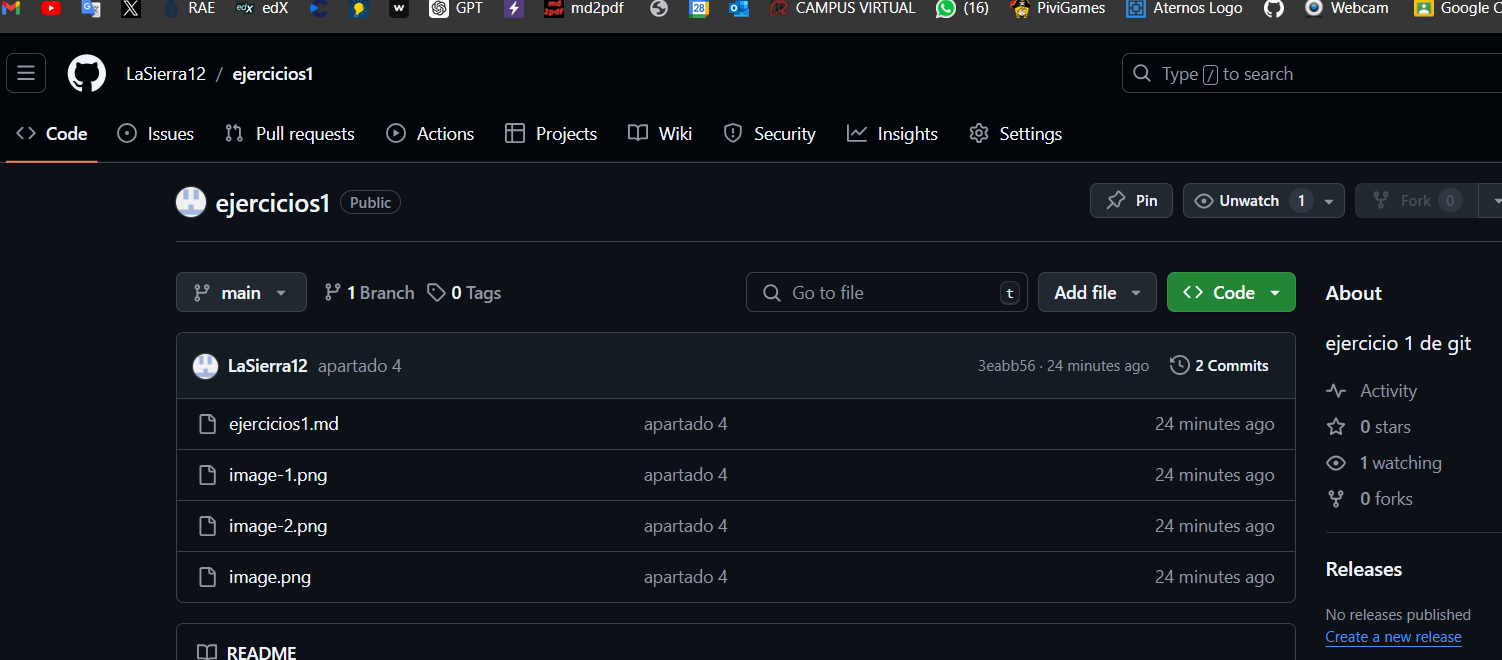 RAE edX GPT md2pdf 28 CAMPUS VIRTUAL (16) PiviGames Aternos Logo Webcam Google C
LaSierra12 / ejercicios1
Type / to search
Code Issues Pull requests Actions Projects Wiki Security Insights Settings
ejercicios1 Public
Pin Unwatch 1 Fork 0
main 1 Branch 0 Tags Go to file t Add file Code
About
ejercicio 1 de git
LaSierra12 apartado 4 3eabb56 · 24 minutes ago 2 Commits
ejercicios1.md apartado 4 24 minutes ago
image-1.png apartado 4 24 minutes ago
image-2.png apartado 4 24 minutes ago
image.png apartado 4 24 minutes ago
README
Activity
0 stars
1 watching
0 forks
Releases
No releases published
Create a new release